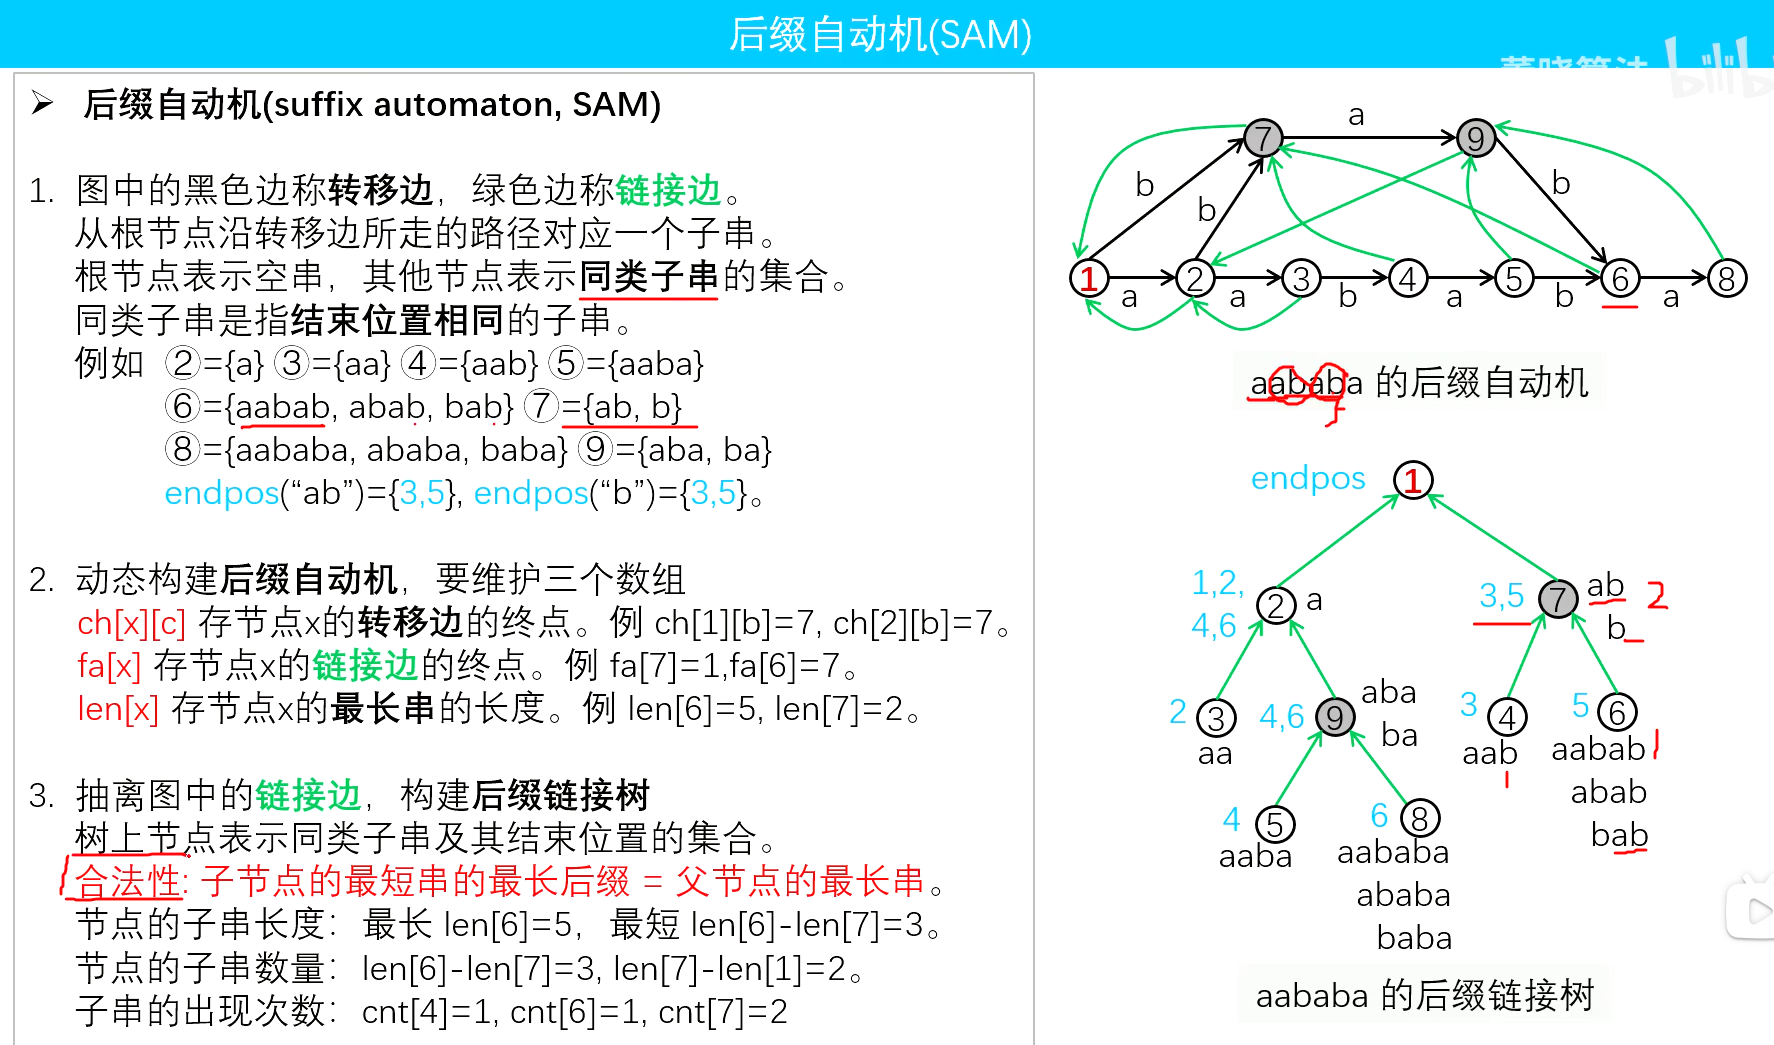 后缀自动机(SAM)
➢ 后缀自动机(suffix automaton, SAM)
1. 图中的黑色边称转移边，绿色边称链接边。
从根节点沿转移边所走的路径对应一个子串。
根节点表示空串，其他节点表示同类子串的集合。
同类子串是指结束位置相同的子串。
例如 ②={a} ③={aa} ④={aab} ⑤={aaba}
⑥={aabab, abab, bab} ⑦={ab, b}
⑧={aababa, ababa, baba} ⑨={aba, ba}
endpos(“ab”)={3,5}, endpos(“b”)={3,5}。
2. 动态构建后缀自动机，要维护三个数组
ch[x][c] 存节点x的转移边的终点。例 ch[1][b]=7, ch[2][b]=7。
fa[x] 存节点x的链接边的终点。例 fa[7]=1,fa[6]=7。
len[x] 存节点x的最长串的长度。例 len[6]=5, len[7]=2。
3. 抽离图中的链接边，构建后缀链接树
树上节点表示同类子串及其结束位置的集合。
合法性: 子节点的最短串的最长后缀 = 父节点的最长串。
节点的子串长度：最长 len[6]=5，最短 len[6]-len[7]=3。
节点的子串数量：len[6]-len[7]=3, len[7]-len[1]=2。
子串的出现次数：cnt[4]=1, cnt[6]=1, cnt[7]=2
bilib
7 a 9
b b b
1 a 2 a 3 b 4 a 5 b 6 a 8
aababa 的后缀自动机
endpos 1
1,2,
4,6
2 a
3,5 7 ab 2
b
2 3
aa
4,6 9 aba
ba
3 4
aab
5 6
aabab
abab
bab
4 5
aaba
6 8
aababa
ababa
baba
aababa 的后缀链接树